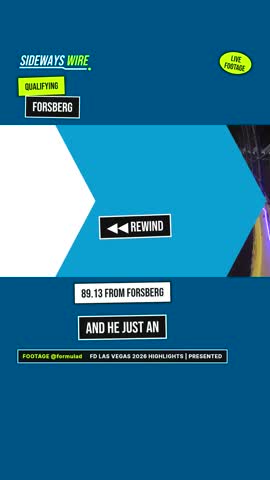 SIDEWAYS WIRE.
LIVE
FOOTAGE
QUALIFYING
FORSBERG
REWIND
89.13 FROM FORSBERG
AND HE JUST AN
FOOTAGE @formulad FD LAS VEGAS 2026 HIGHLIGHTS | PRESENTED